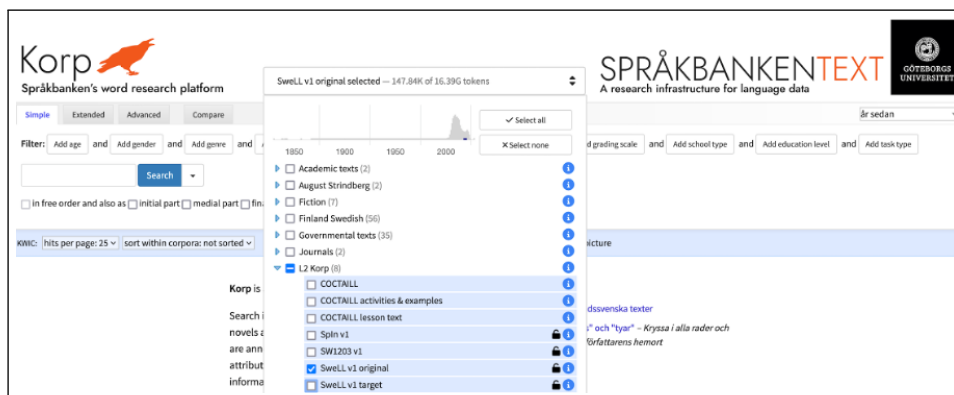 Korp
Språkbanken's word research platform
SweLL v1 original selected — 147.84K of 16.39G tokens
SPRÅKBANKENTEXT
A research infrastructure for language data
GÖTEBORGS
UNIVERSITET
Simple Extended Advanced Compare
år sedan
1850 1900 1950 2000
✓ Select all
✕ Select none
Filter: Add age and Add gender and Add genre and
d grading scale and Add school type and Add education level and Add task type
Search
in free order and also as initial part medial part
KWIC: hits per page: 25 sort within corpora: not sorted
icture
Academic texts (2)
August Strindberg (2)
Fiction (7)
Finland Swedish (56)
Governmental texts (35)
Journals (2)
L2 Korp (8)
COCTAILL
COCTAILL activities & examples
COCTAILL lesson text
SpIn v1
SW1203 v1
SweLL v1 original
SweLL v1 target
Korp is
Search i
novels a
are ann
attribut
informa
dssvenska texter
s" och "tyar" – Kryssa i alla rader och
författarens hemort